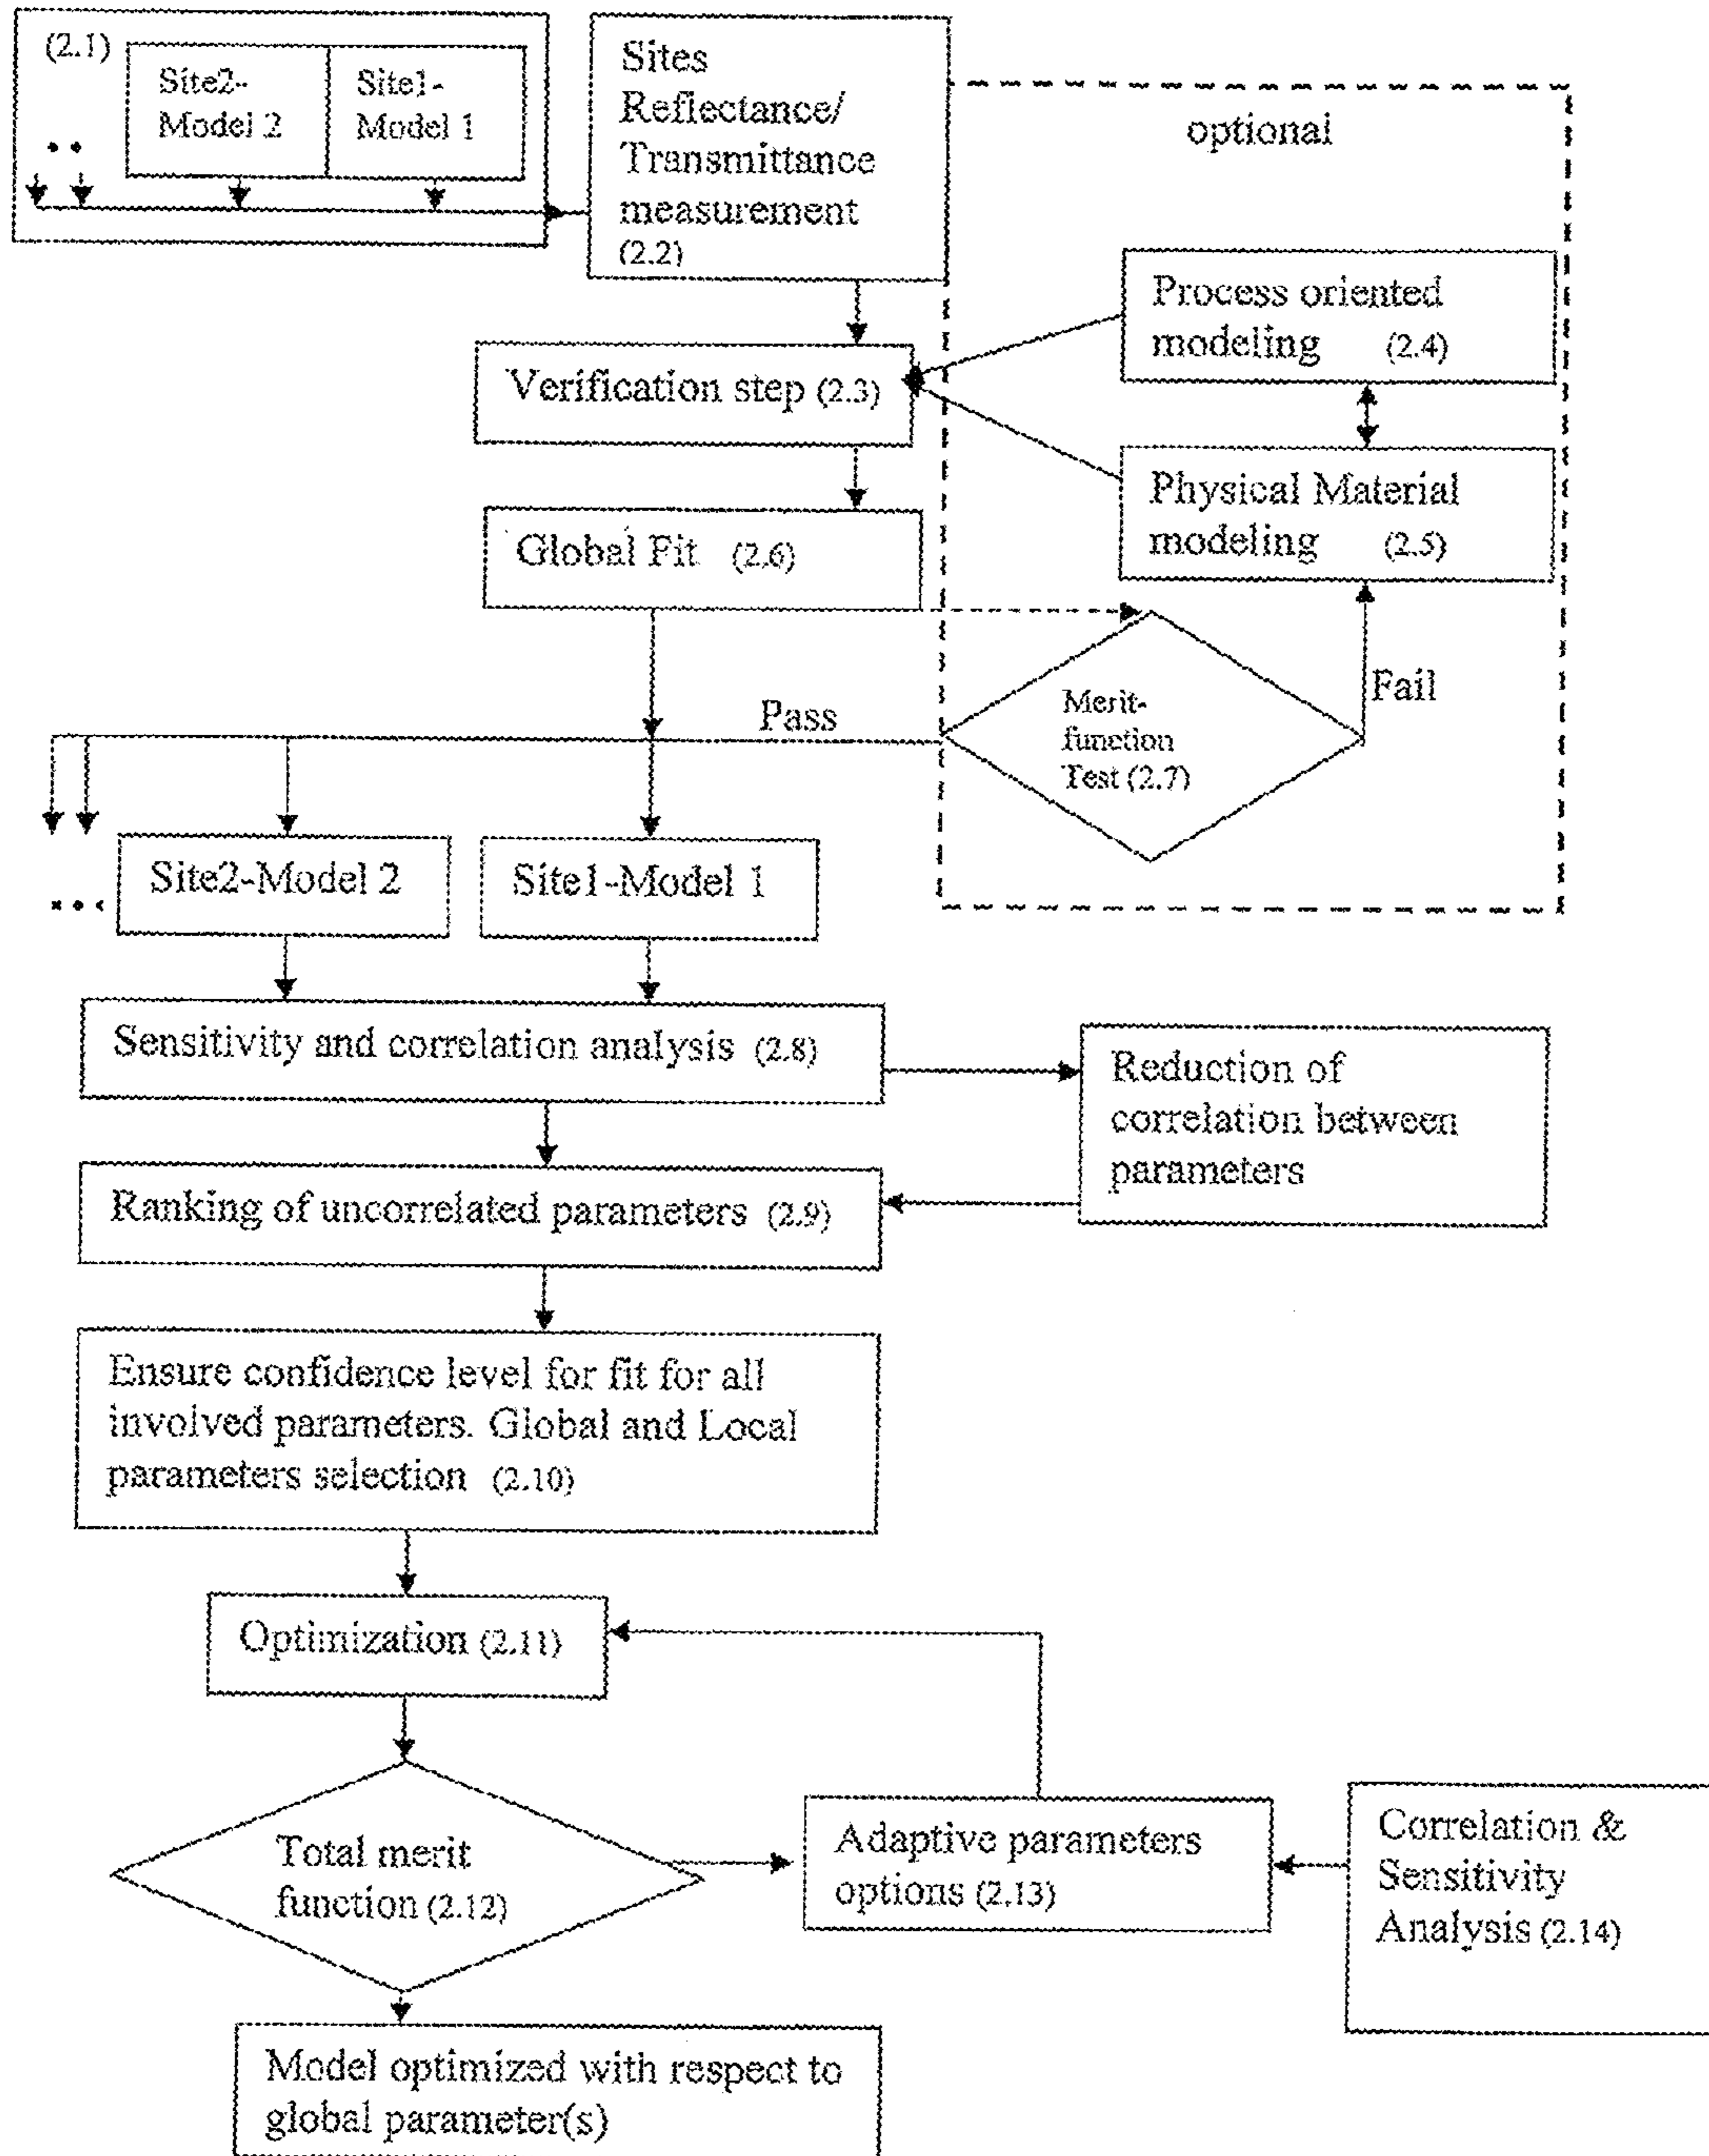 (2.1)
Site2-
Model 2
Site1-
Model 1
Sites
Reflectance/
Transmittance
measurement
(2.2)
optional
Process oriented
modeling (2.4)
Verification step (2.3)
Physical Material
modeling (2.5)
Global Fit (2.6)
Fail
Pass
Merit-
function
Test (2.7)
Site2-Model 2
Site1-Model 1
Sensitivity and correlation analysis (2.8)
Reduction of
correlation between
parameters
Ranking of uncorrelated parameters (2.9)
Ensure confidence level for fit for all
involved parameters. Global and Local
parameters selection (2.10)
Optimization (2.11)
Total merit
function (2.12)
Adaptive parameters
options (2.13)
Correlation &
Sensitivity
Analysis (2.14)
Model optimized with respect to
global parameter(s)